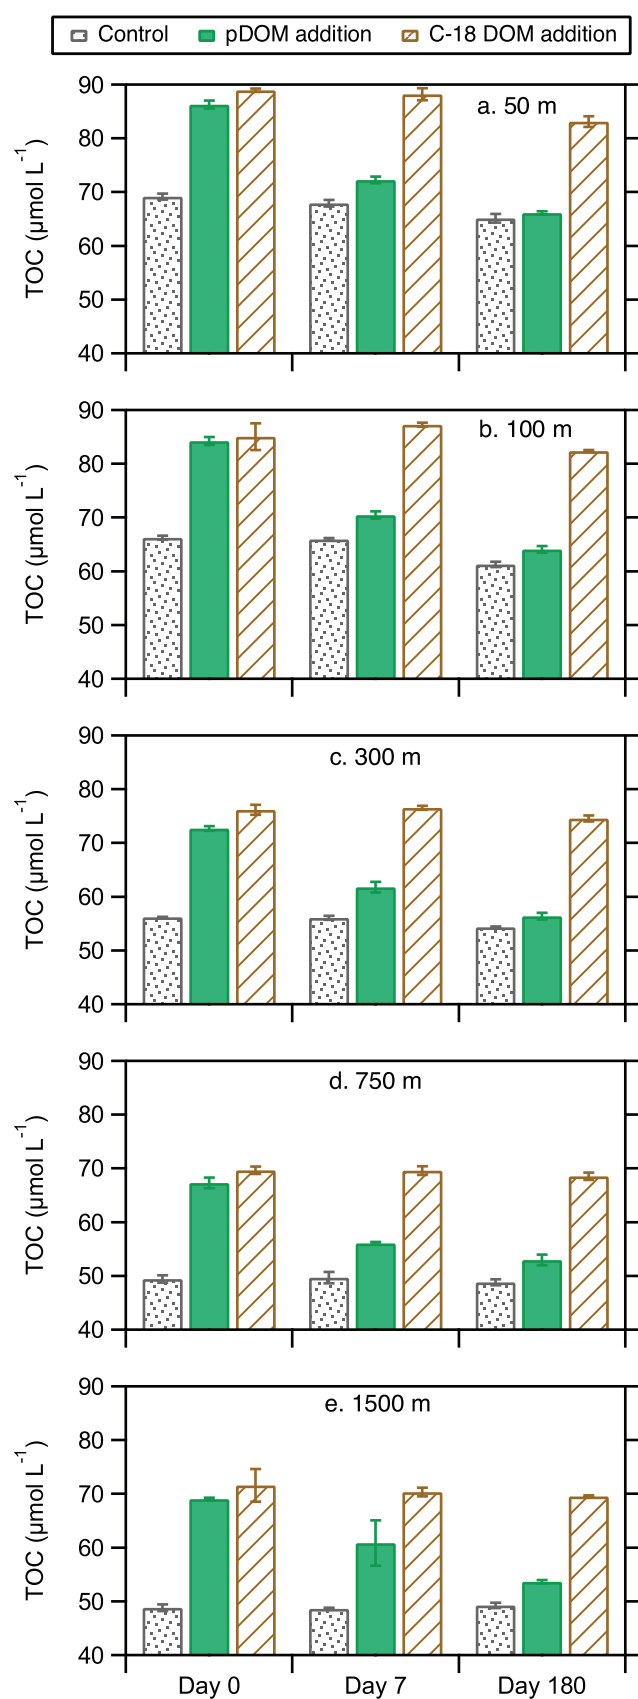 Control pDOM addition C-18 DOM addition
a. 50 m
TOC (µmol L⁻¹)
90
80
70
60
50
40
b. 100 m
TOC (µmol L⁻¹)
90
80
70
60
50
40
c. 300 m
TOC (µmol L⁻¹)
90
80
70
60
50
40
d. 750 m
TOC (µmol L⁻¹)
90
80
70
60
50
40
e. 1500 m
TOC (µmol L⁻¹)
90
80
70
60
50
40
Day 0 Day 7 Day 180